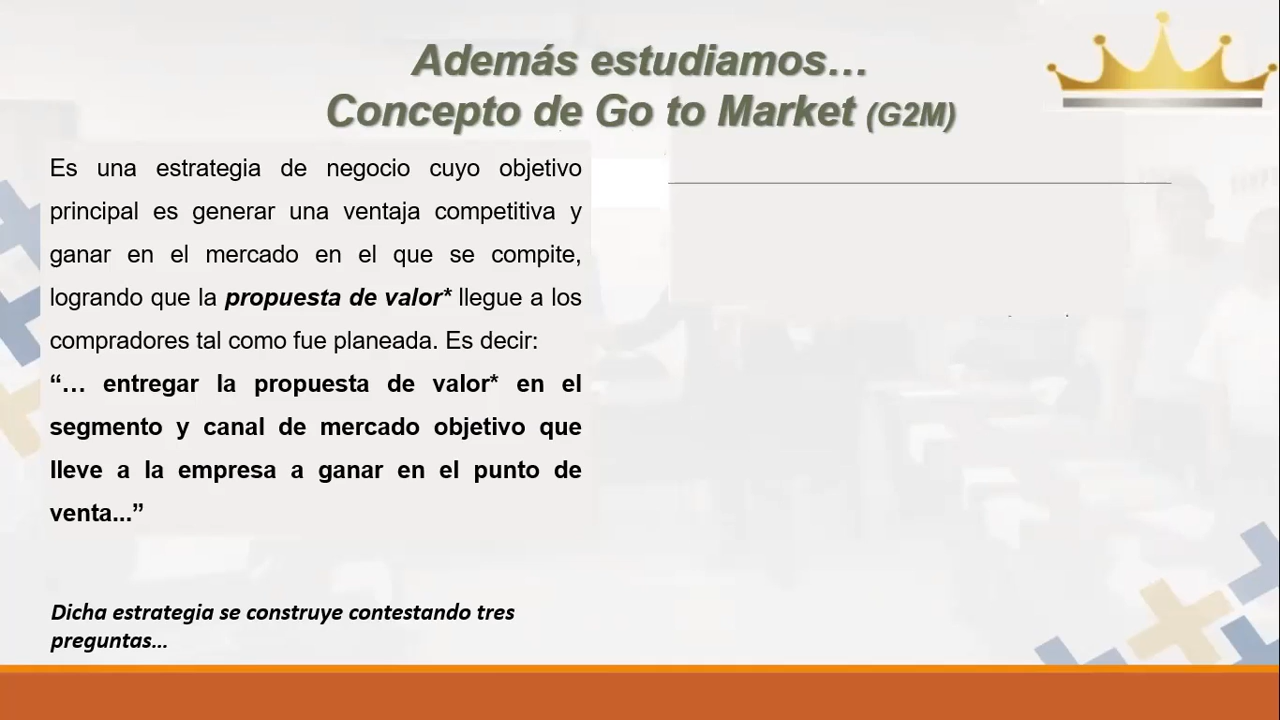 Además estudiamos…
Concepto de Go to Market (G2M)
Es una estrategia de negocio cuyo objetivo
principal es generar una ventaja competitiva y
ganar en el mercado en el que se compite,
logrando que la propuesta de valor* llegue a los
compradores tal como fue planeada. Es decir:
“… entregar la propuesta de valor* en el
segmento y canal de mercado objetivo que
lleve a la empresa a ganar en el punto de
venta...”
Dicha estrategia se construye contestando tres
preguntas…